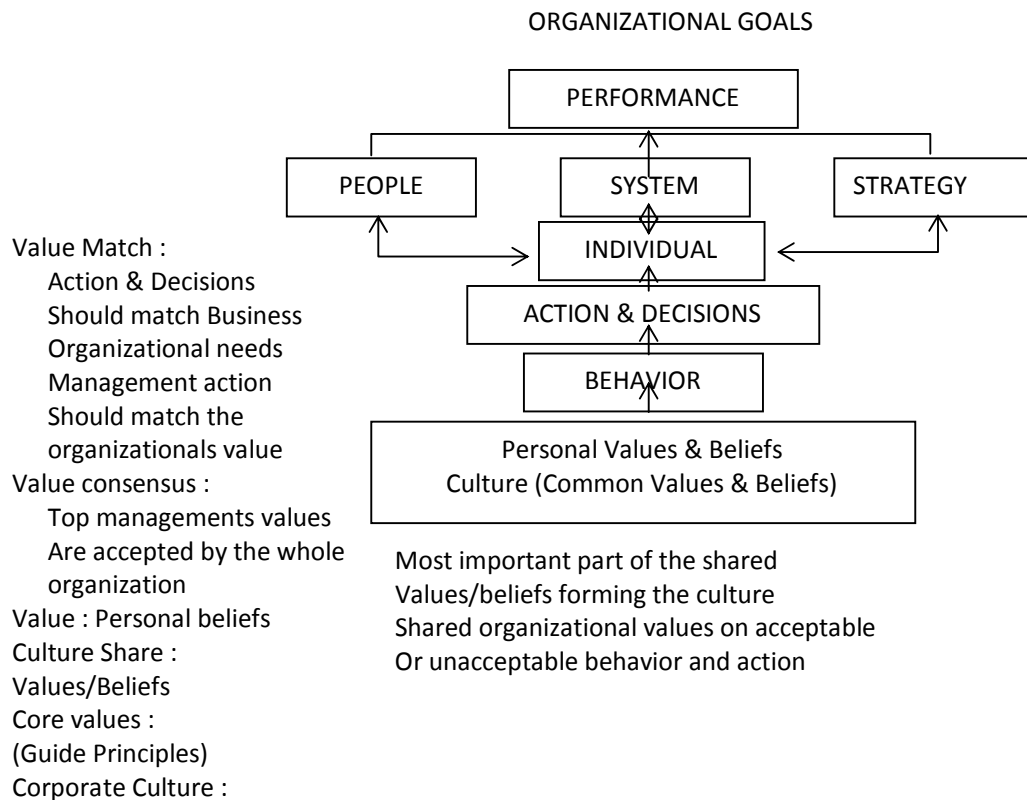 ORGANIZATIONAL GOALS
PERFORMANCE
PEOPLE
SYSTEM
STRATEGY
INDIVIDUAL
ACTION & DECISIONS
BEHAVIOR
Personal Values & Beliefs
Culture (Common Values & Beliefs)
Value Match :
Action & Decisions
Should match Business
Organizational needs
Management action
Should match the
organizationals value
Value consensus :
Top managements values
Are accepted by the whole
organization
Value : Personal beliefs
Culture Share :
Values/Beliefs
Core values :
(Guide Principles)
Corporate Culture :
Most important part of the shared
Values/beliefs forming the culture
Shared organizational values on acceptable
Or unacceptable behavior and action